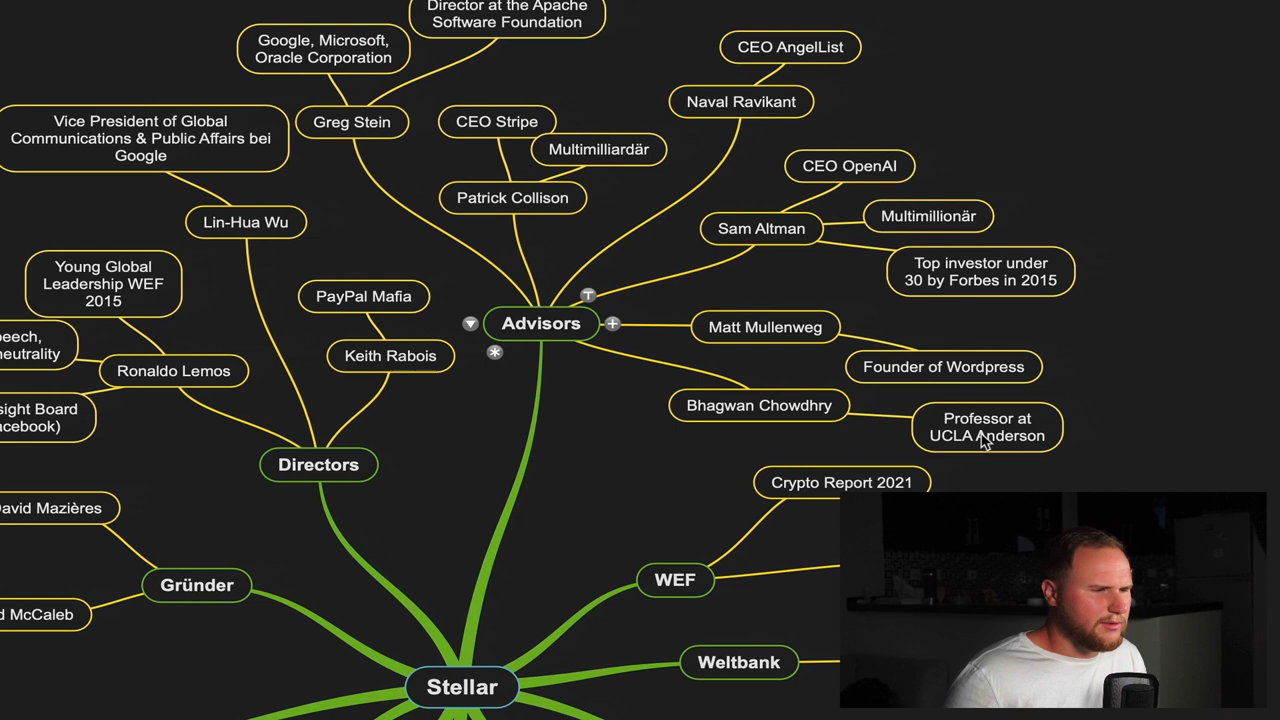 Director at the Apache
Software Foundation
Google, Microsoft,
Oracle Corporation
CEO AngelList
Naval Ravikant
Vice President of Global
Communications & Public Affairs bei
Google
Greg Stein
CEO Stripe
Multimilliardär
Patrick Collison
CEO OpenAI
Multimillionär
Sam Altman
Top investor under
30 by Forbes in 2015
Lin-Hua Wu
Young Global
Leadership WEF
2015
PayPal Mafia
Keith Rabois
Advisors
Matt Mullenweg
Founder of Wordpress
neutrality
Ronaldo Lemos
Board
Bhagwan Chowdhry
Professor at
UCLA Anderson
Directors
Crypto Report 2021
Mazières
Gründer
McCaleb
WEF
Weltbank
Stellar